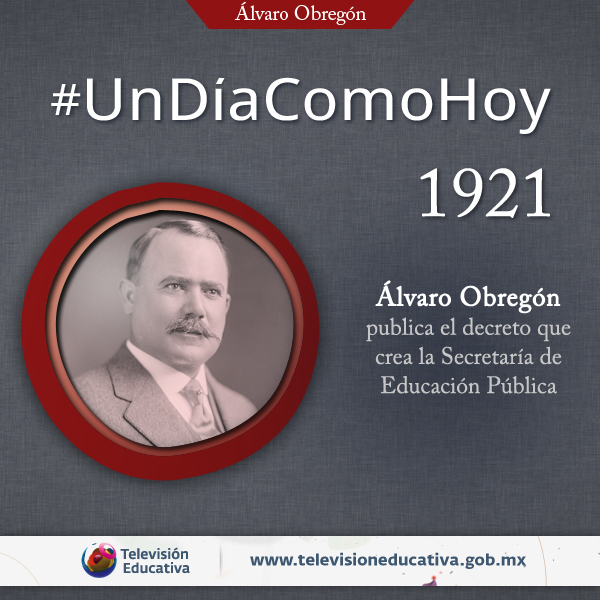 Álvaro Obregón
#UnDíaComoHoy
1921
Álvaro Obregón
publica el decreto que
crea la Secretaría de
Educación Pública
Televisión
Educativa
www.televisioneducativa.gob.mx